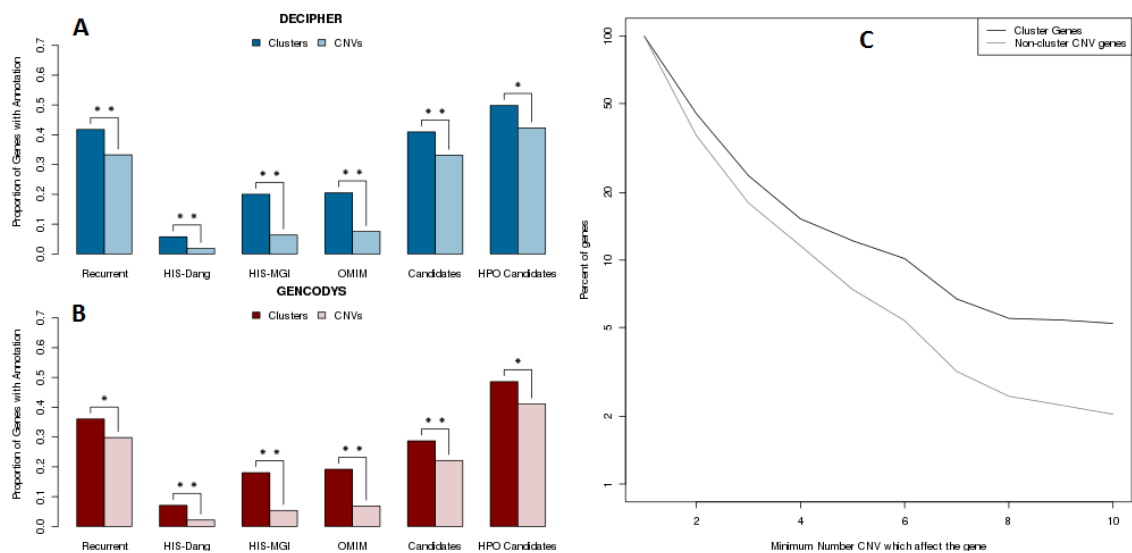 A
DECIPHER
Clusters CNVs
Proportion of Genes with Annotation
0.0 0.1 0.2 0.3 0.4 0.5 0.6 0.7
* * * * * * * * * * *
Recurrent HIS-Dang HIS-MGI OMIM Candidates HPO Candidates
B
GENCODYS
Clusters CNVs
Proportion of Genes with Annotation
0.0 0.1 0.2 0.3 0.4 0.5 0.6 0.7
* * * * * * * * * *
Recurrent HIS-Dang HIS-MGI OMIM Candidates HPO Candidates
C
Cluster Genes
Non-cluster CNV genes
Percent of genes
1 2 5 10 20 50 100
2 4 6 8 10
Minimum Number CNV which affect the gene